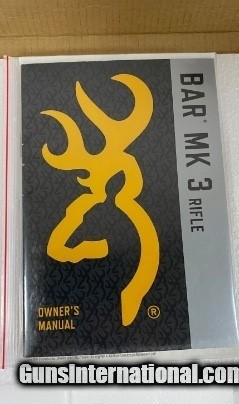 BAR® MK 3 RIFLE
OWNER'S
MANUAL
®
GunsInternational.com